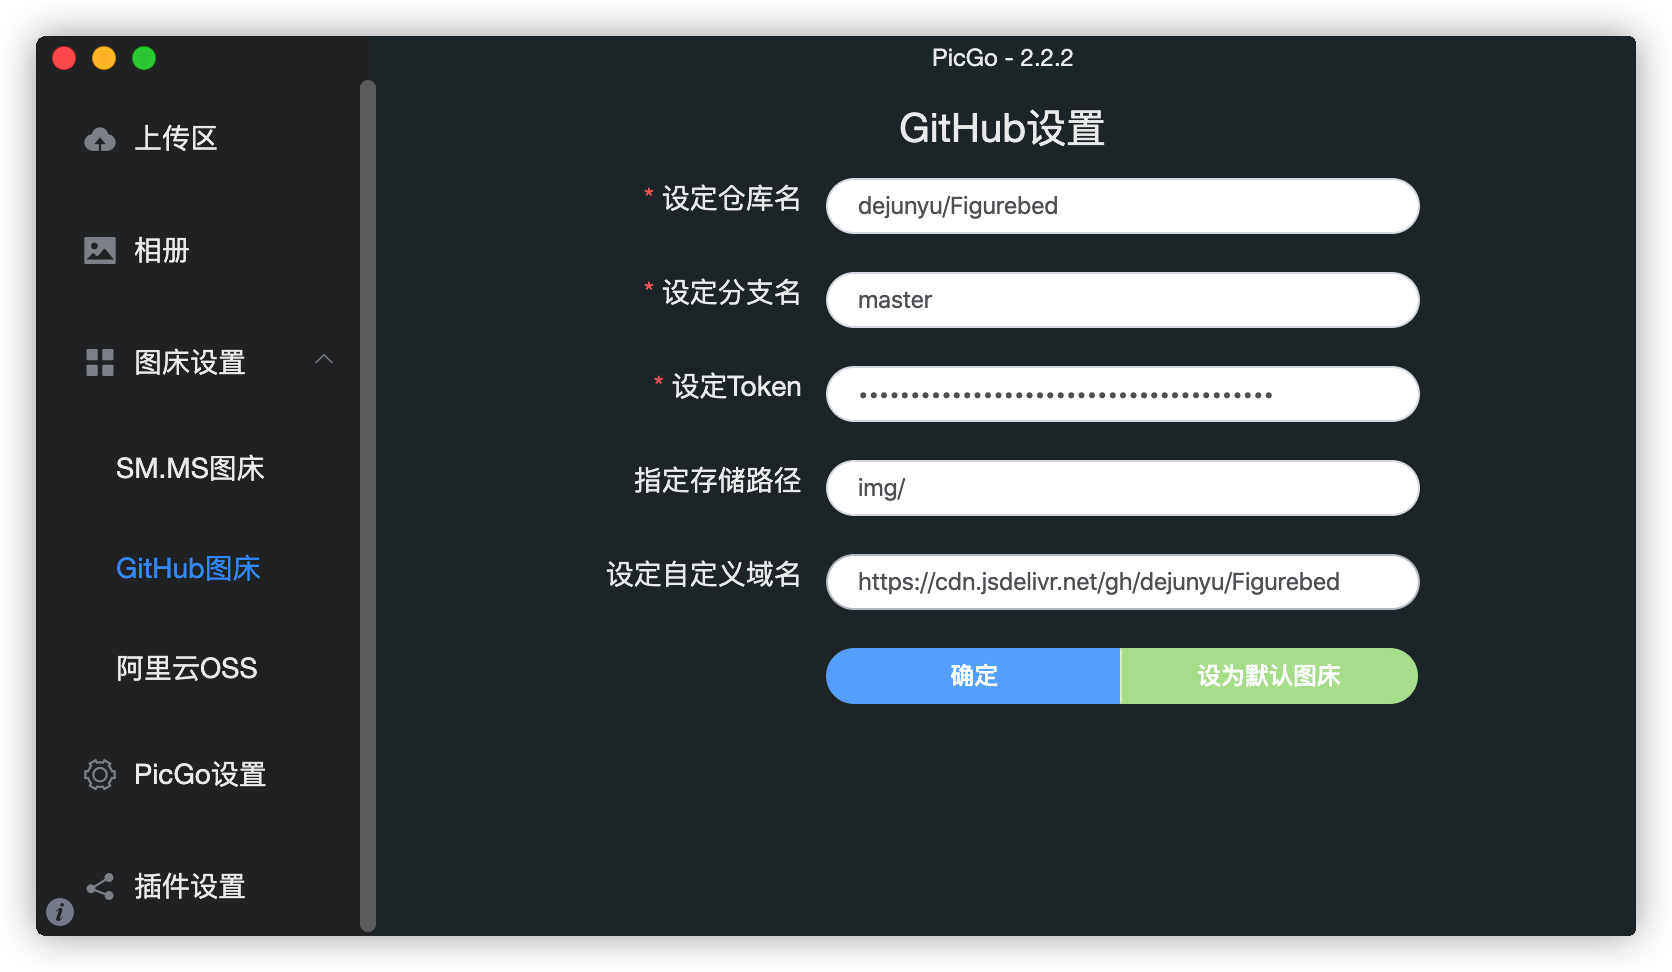 PicGo - 2.2.2
上传区
相册
图床设置
SM.MS图床
GitHub图床
阿里云OSS
PicGo设置
插件设置
GitHub设置
* 设定仓库名 dejunyu/Figurebed
* 设定分支名 master
* 设定Token ••••••••••••••••••••••••••••••••••••••••
指定存储路径 img/
设定自定义域名 https://cdn.jsdelivr.net/gh/dejunyu/Figurebed
确定 设为默认图床